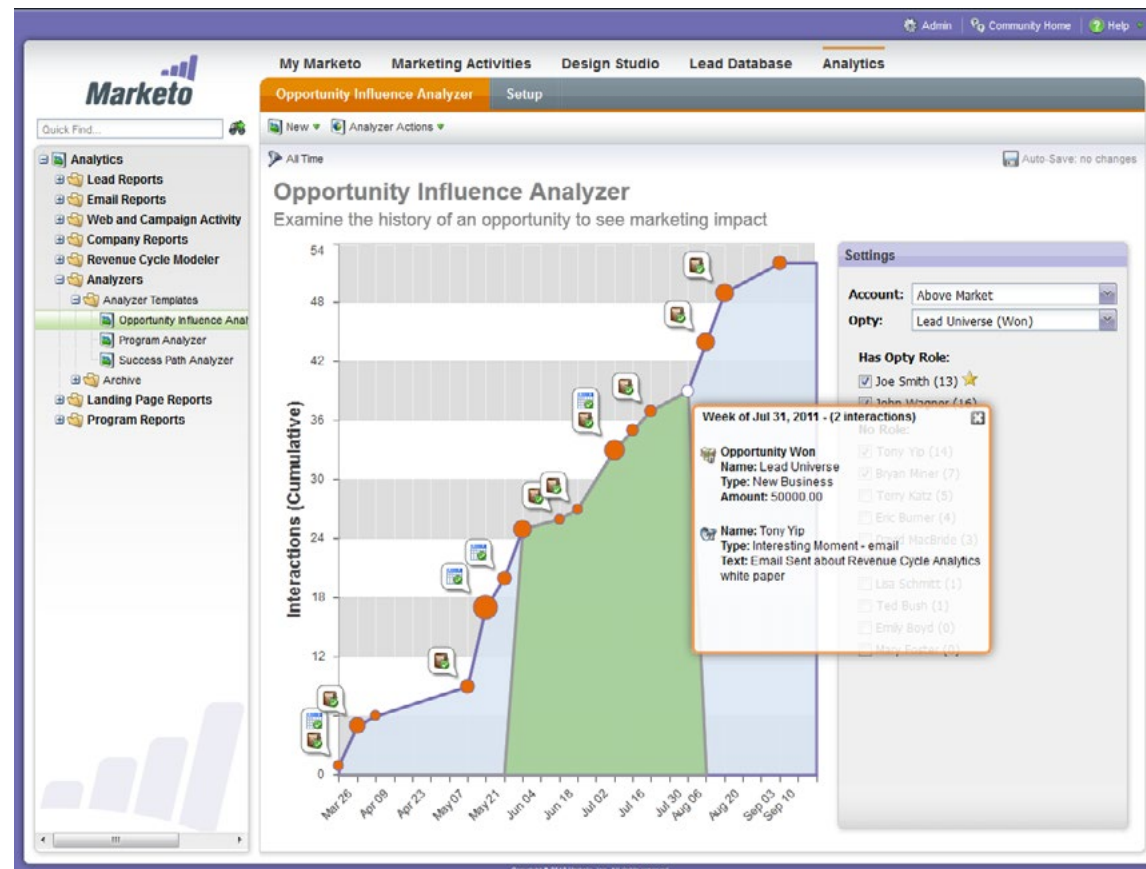 Admin
Community Home
Help
Marketo
My Marketo
Marketing Activities
Design Studio
Lead Database
Analytics
Opportunity Influence Analyzer
Setup
Quick Find...
New
Analyzer Actions
Analytics
Lead Reports
Email Reports
Web and Campaign Activity
Company Reports
Revenue Cycle Modeler
Analyzers
Analyzer Templates
Opportunity Influence Anal
Program Analyzer
Success Path Analyzer
Archive
Landing Page Reports
Program Reports
All Time
Auto-Save: no changes
Opportunity Influence Analyzer
Examine the history of an opportunity to see marketing impact
Interactions (Cumulative)
54
48
42
36
30
24
18
12
0
Mar 26
Apr 09
Apr 23
May 07
May 21
Jun 04
Jun 18
Jul 02
Jul 16
Jul 30
Aug 06
Aug 20
Sep 03
Sep 10
Settings
Account: Above Market
Opty: Lead Universe (Won)
Has Opty Role:
Joe Smith (13)
John Wagner (16)
No Role:
Tony Yip (14)
Bryan Miner (7)
Terry Katz (5)
Eric Burner (4)
David MacBride (3)
Lisa Schmitt (1)
Ted Bush (1)
Emily Boyd (0)
Mary Foster (0)
Week of Jul 31, 2011 - (2 interactions)
Opportunity Won
Name: Lead Universe
Type: New Business
Amount: 50000.00
Name: Tony Yip
Type: Interesting Moment - email
Text: Email Sent about Revenue Cycle Analytics
white paper